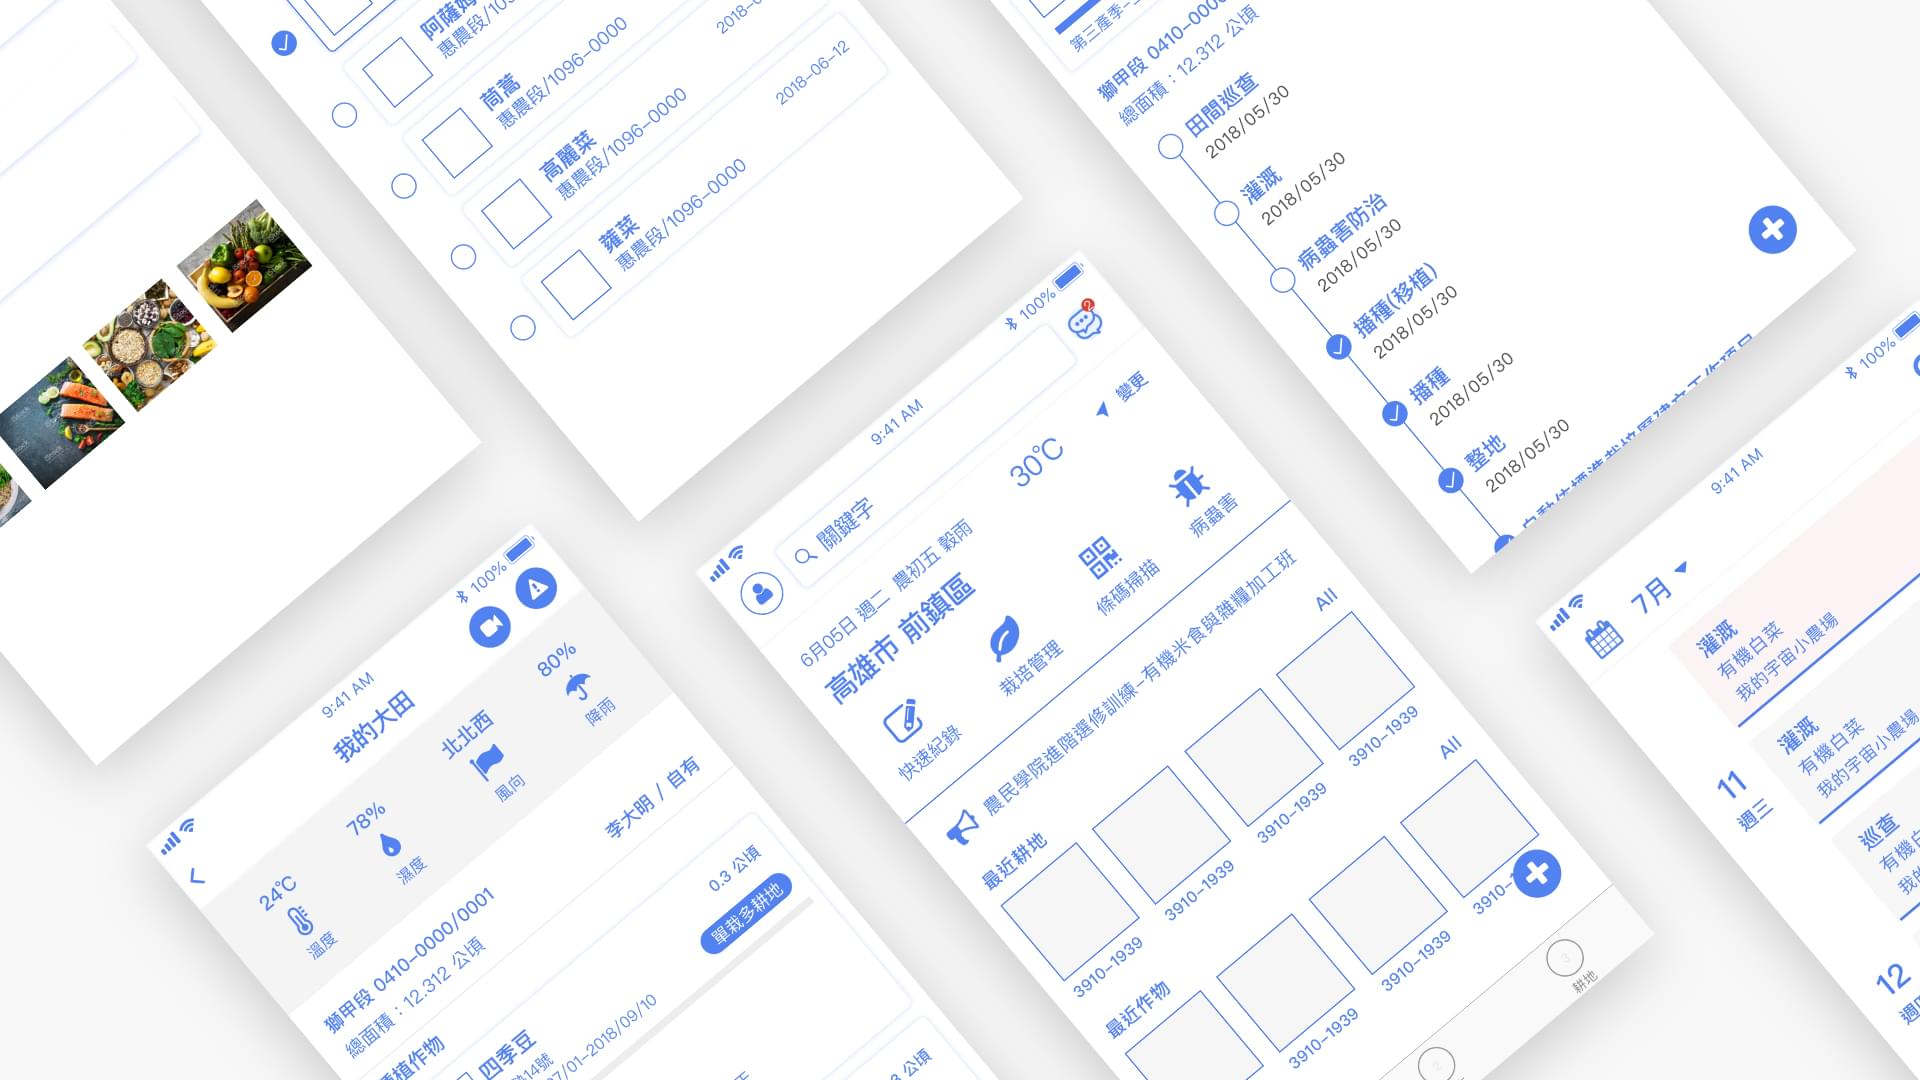 阿薩姆
惠農段/1096-0000
2018-0
茼蒿
惠農段/1096-0000
2018-06-12
高麗菜
惠農段/1096-0000
蕹菜
惠農段/1096-0000
第三產季-
獅甲段 0410-0000
總面積：12.312 公頃
田間巡查
2018/05/30
灌溉
2018/05/30
病蟲害防治
2018/05/30
播種(移植)
2018/05/30
播種
2018/05/30
整地
2018/05/30
9:41 AM
100%
我的大田
24℃
溫度
78%
濕度
北北西
風向
80%
降雨
獅甲段 0410-0000/0001
李大明 / 自有
總面積：12.312 公頃
種植作物
0.3 公頃
單栽多耕地
四季豆
14號
07/01-2018/09/10
3 公頃
9:41 AM
100%
2
關鍵字
6月05日 週二 農初五 穀雨
30℃
變更
高雄市 前鎮區
快速紀錄
栽培管理
條碼掃描
病蟲害
農民學院進階選修訓練-有機米食與雜糧加工班
最近耕地
All
3910-1939
3910-1939
3910-1939
3910-1939
最近作物
All
3910-1939
3910-1939
3910-1
2
3
耕地
9:41 AM
100%
7月
灌溉
有機白菜
我的宇宙小農場
11
週三
灌溉
有機白菜
我的宇宙小農場
巡查
有機白
我的
12